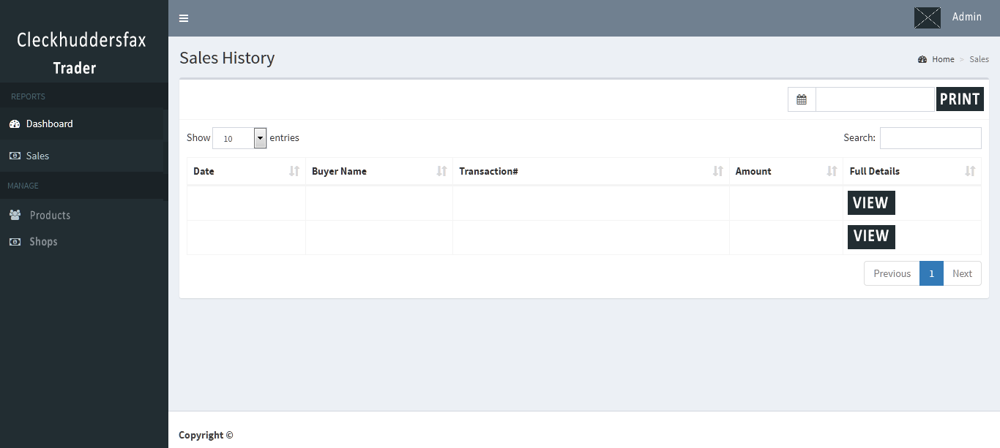 Cleckhuddersfax
Trader
REPORTS
Dashboard
Sales
MANAGE
Products
Shops
Admin
Sales History
Home > Sales
PRINT
Show 10 entries
Search:
Date Buyer Name Transaction# Amount Full Details
VIEW
VIEW
Previous 1 Next
Copyright ©